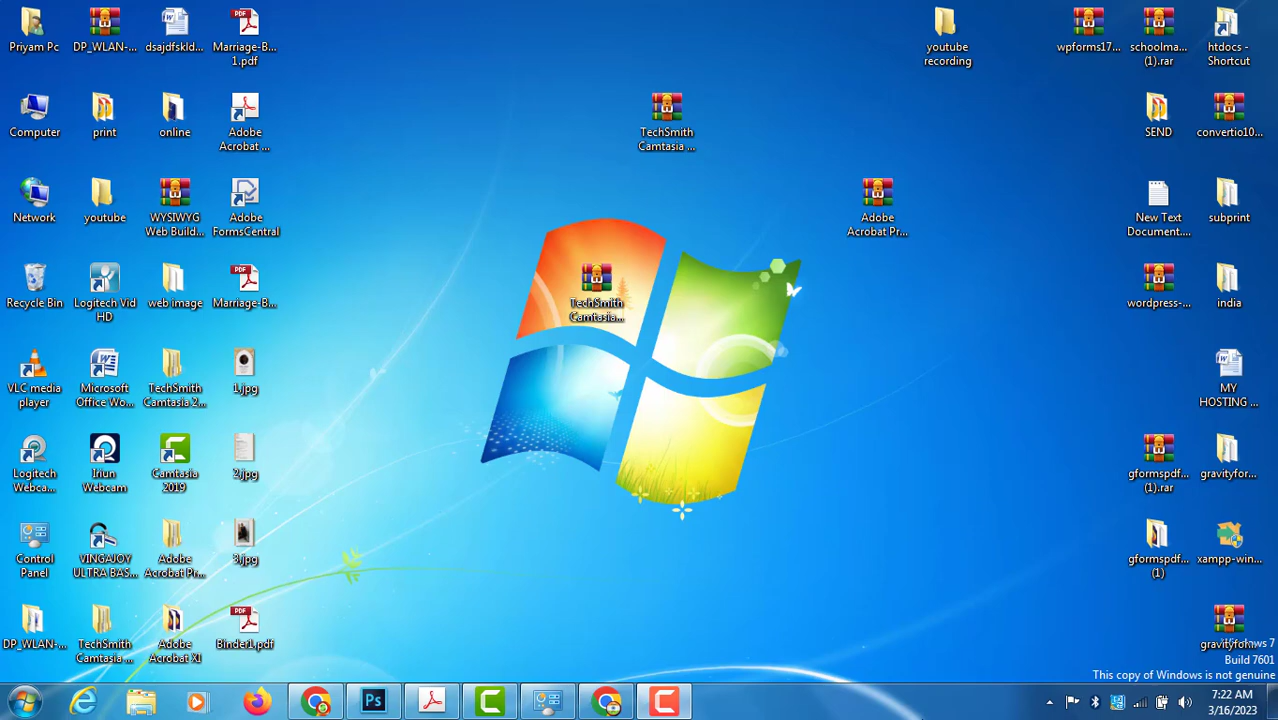 Priyam Pc
DP_WLAN-...
dsajdfskld...
Marriage-B...
1.pdf
youtube
recording
wpforms17...
schoolma...
(1).rar
htdocs -
Shortcut
Computer
print
online
Adobe
Acrobat ...
TechSmith
Camtasia ...
SEND
convertio10...
Network
youtube
WYSIWYG
Web Build...
Adobe
FormsCentral
Adobe
Acrobat Pr...
New Text
Document....
subprint
Recycle Bin
Logitech Vid
HD
web image
Marriage-B...
TechSmith
Camtasia...
wordpress-...
india
VLC media
player
Microsoft
Office Wo...
TechSmith
Camtasia 2...
1.jpg
MY
HOSTING ...
Logitech
Webca...
Iriun
Webcam
Camtasia
2019
2.jpg
gformspdf...
(1).rar
gravityfor...
Control
Panel
VINGAJOY
ULTRA BAS...
Adobe
Acrobat Pr...
3.jpg
gformspdf...
(1)
xampp-win...
DP_WLAN-...
TechSmith
Camtasia ...
Adobe
Acrobat XI
Binder1.pdf
gravityfor...
Windows 7
Build 7601
This copy of Windows is not genuine
Ps
7:22 AM
3/16/2023